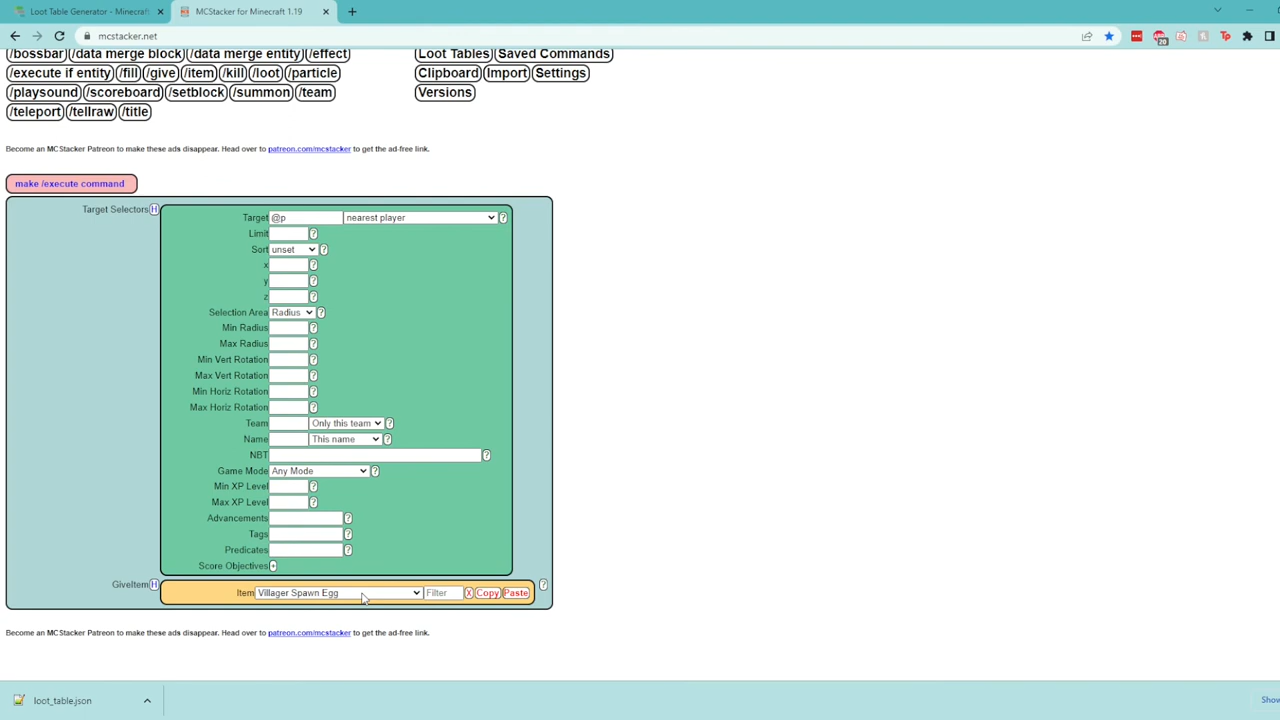 Loot Table Generator - Minecraf
MCStacker for Minecraft 1.19
mcstacker.net
20
/bossbar /data merge block /data merge entity /effect
/execute if entity /fill /give /item /kill /loot /particle
/playsound /scoreboard /setblock /summon /team
/teleport /tellraw /title
Loot Tables Saved Commands
Clipboard Import Settings
Versions
Become an MCStacker Patreon to make these ads disappear. Head over to patreon.com/mcstacker to get the ad-free link.
make /execute command
Target Selectors H
Target @p nearest player ?
Limit ?
Sort unset ?
x ?
y ?
z ?
Selection Area Radius ?
Min Radius ?
Max Radius ?
Min Vert Rotation ?
Max Vert Rotation ?
Min Horiz Rotation ?
Max Horiz Rotation ?
Team Only this team ?
Name This name ?
NBT ?
Game Mode Any Mode ?
Min XP Level ?
Max XP Level ?
Advancements ?
Tags ?
Predicates ?
Score Objectives +
GiveItem H
Item Villager Spawn Egg Filter X Copy Paste ?
Become an MCStacker Patreon to make these ads disappear. Head over to patreon.com/mcstacker to get the ad-free link.
loot_table.json
Show